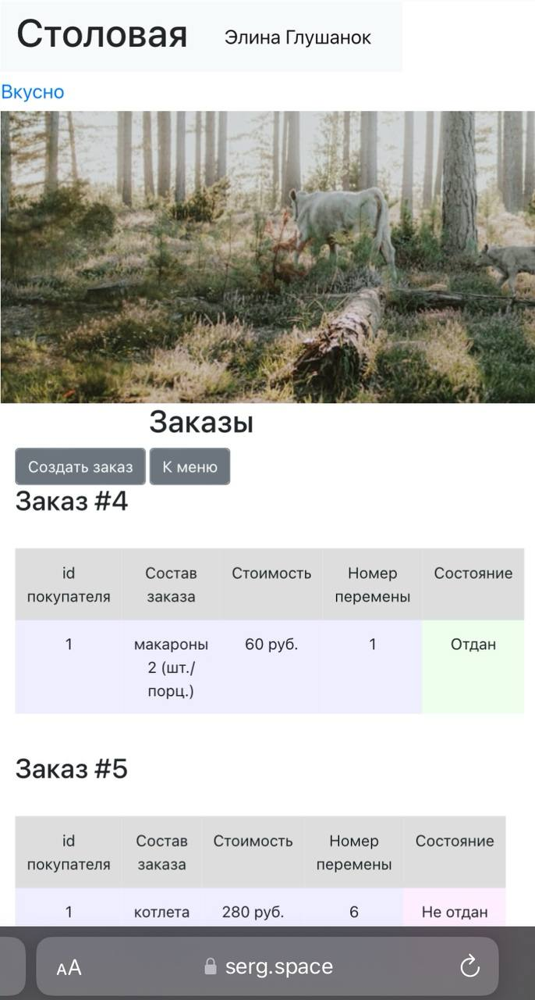 Столовая Элина Глушанок
Вкусно
Заказы
Создать заказ К меню
Заказ #4
id покупателя Состав заказа Стоимость Номер перемены Состояние
1 макароны 2 (шт./ порц.) 60 руб. 1 Отдан
Заказ #5
id покупателя Состав заказа Стоимость Номер перемены Состояние
1 котлета 280 руб. 6 Не отдан
AA serg.space